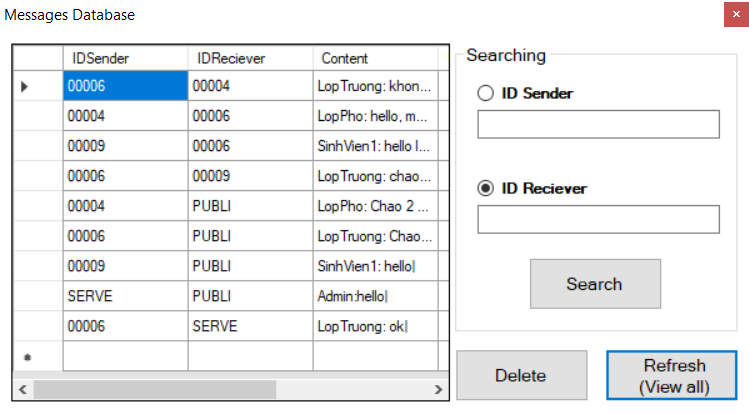 Messages Database
IDSender IDReciever Content
00006 00004 LopTruong: khon...
00004 00006 LopPho: hello, m...
00009 00006 SinhVien1: hello l...
00006 00009 LopTruong: chao...
00004 PUBLI LopPho: Chao 2 ...
00006 PUBLI LopTruong: Chao...
00009 PUBLI SinhVien1: hello|
SERVE PUBLI Admin:hello|
00006 SERVE LopTruong: ok|
Searching
ID Sender
ID Reciever
Search
Delete
Refresh
(View all)